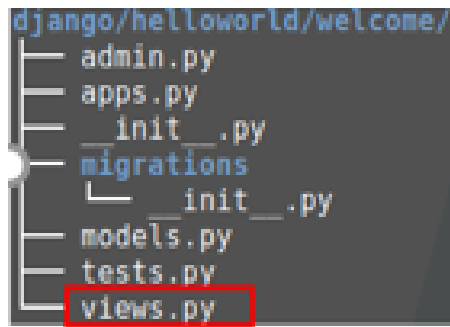 django/helloworld/welcome/
├── admin.py
├── apps.py
├── __init__.py
├── migrations
│   └── __init__.py
├── models.py
├── tests.py
└── views.py